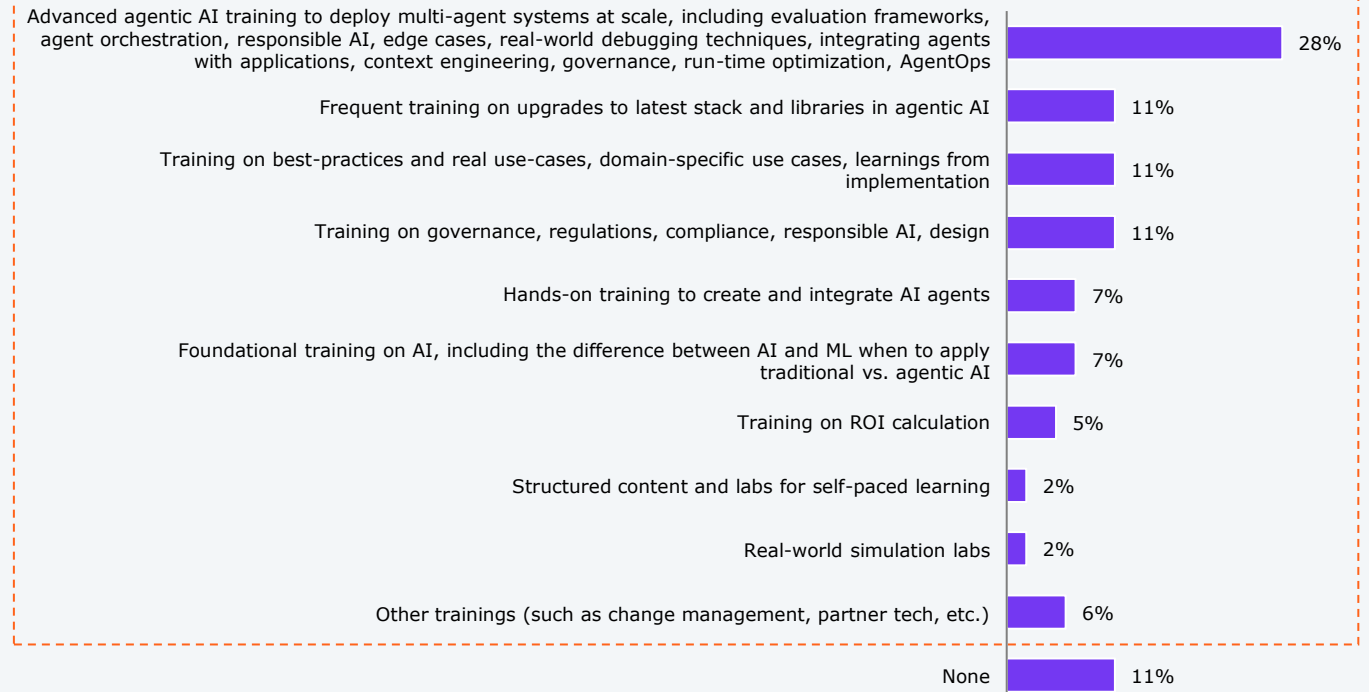 Advanced agentic AI training to deploy multi-agent systems at scale, including evaluation frameworks,
agent orchestration, responsible AI, edge cases, real-world debugging techniques, integrating agents
with applications, context engineering, governance, run-time optimization, AgentOps
28%
Frequent training on upgrades to latest stack and libraries in agentic AI
11%
Training on best-practices and real use-cases, domain-specific use cases, learnings from
implementation
11%
Training on governance, regulations, compliance, responsible AI, design
11%
Hands-on training to create and integrate AI agents
7%
Foundational training on AI, including the difference between AI and ML when to apply
traditional vs. agentic AI
7%
Training on ROI calculation
5%
Structured content and labs for self-paced learning
2%
Real-world simulation labs
2%
Other trainings (such as change management, partner tech, etc.)
6%
None
11%